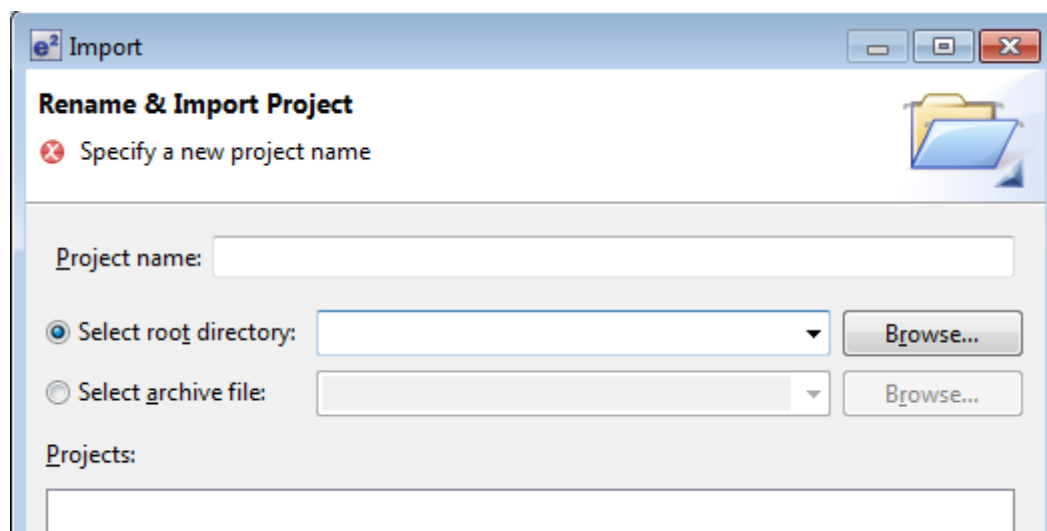 e² Import
Rename & Import Project
Specify a new project name
Project name:
Select root directory:
Browse...
Select archive file:
Browse...
Projects: